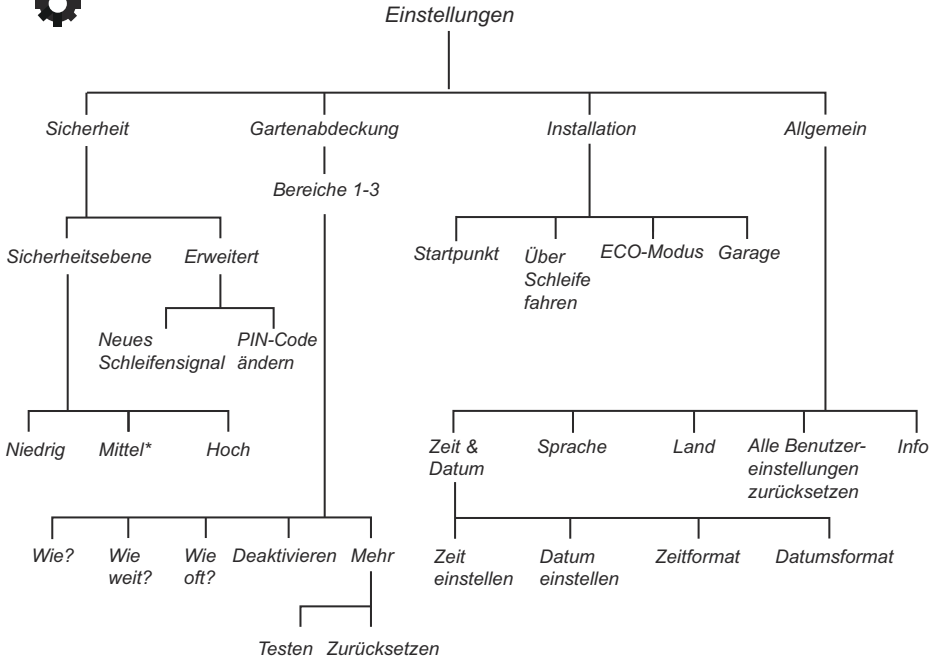 Einstellungen
Sicherheit
Gartenabdeckung
Installation
Allgemein
Bereiche 1-3
Sicherheitsebene
Erweitert
Startpunkt
Über
Schleife
fahren
ECO-Modus
Garage
Neues
Schleifensignal
PIN-Code
ändern
Niedrig
Mittel*
Hoch
Zeit &
Datum
Sprache
Land
Alle Benutzer-
einstellungen
zurücksetzen
Info
Wie?
Wie
weit?
Wie
oft?
Deaktivieren
Mehr
Zeit
einstellen
Datum
einstellen
Zeitformat
Datumsformat
Testen
Zurücksetzen